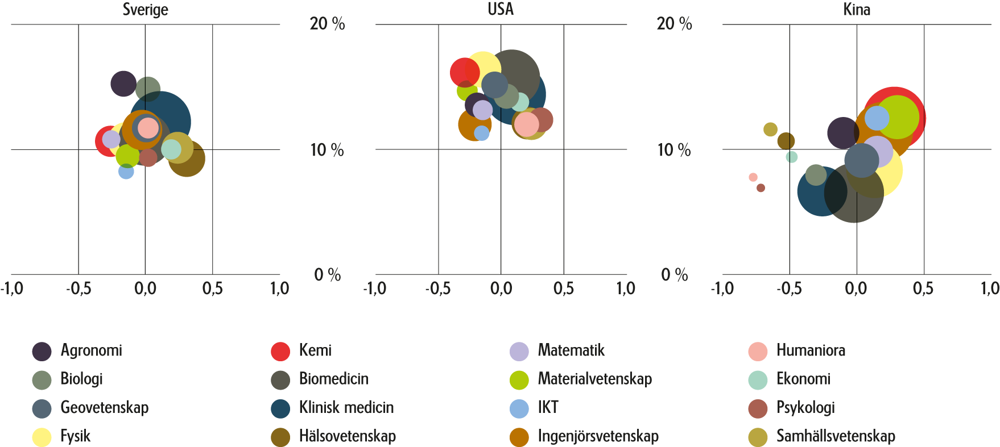 Sverige USA Kina
20 % 20 %
10 % 10 %
0 % 0 %
-1,0 -0,5 0,0 0,5 1,0 -1,0 -0,5 0,0 0,5 1,0 -1,0 -0,5 0,0 0,5 1,0
Agronomi Kemi Matematik Humaniora
Biologi Biomedicin Materialvetenskap Ekonomi
Geovetenskap Klinisk medicin IKT Psykologi
Fysik Hälsovetenskap Ingenjörsvetenskap Samhällsvetenskap